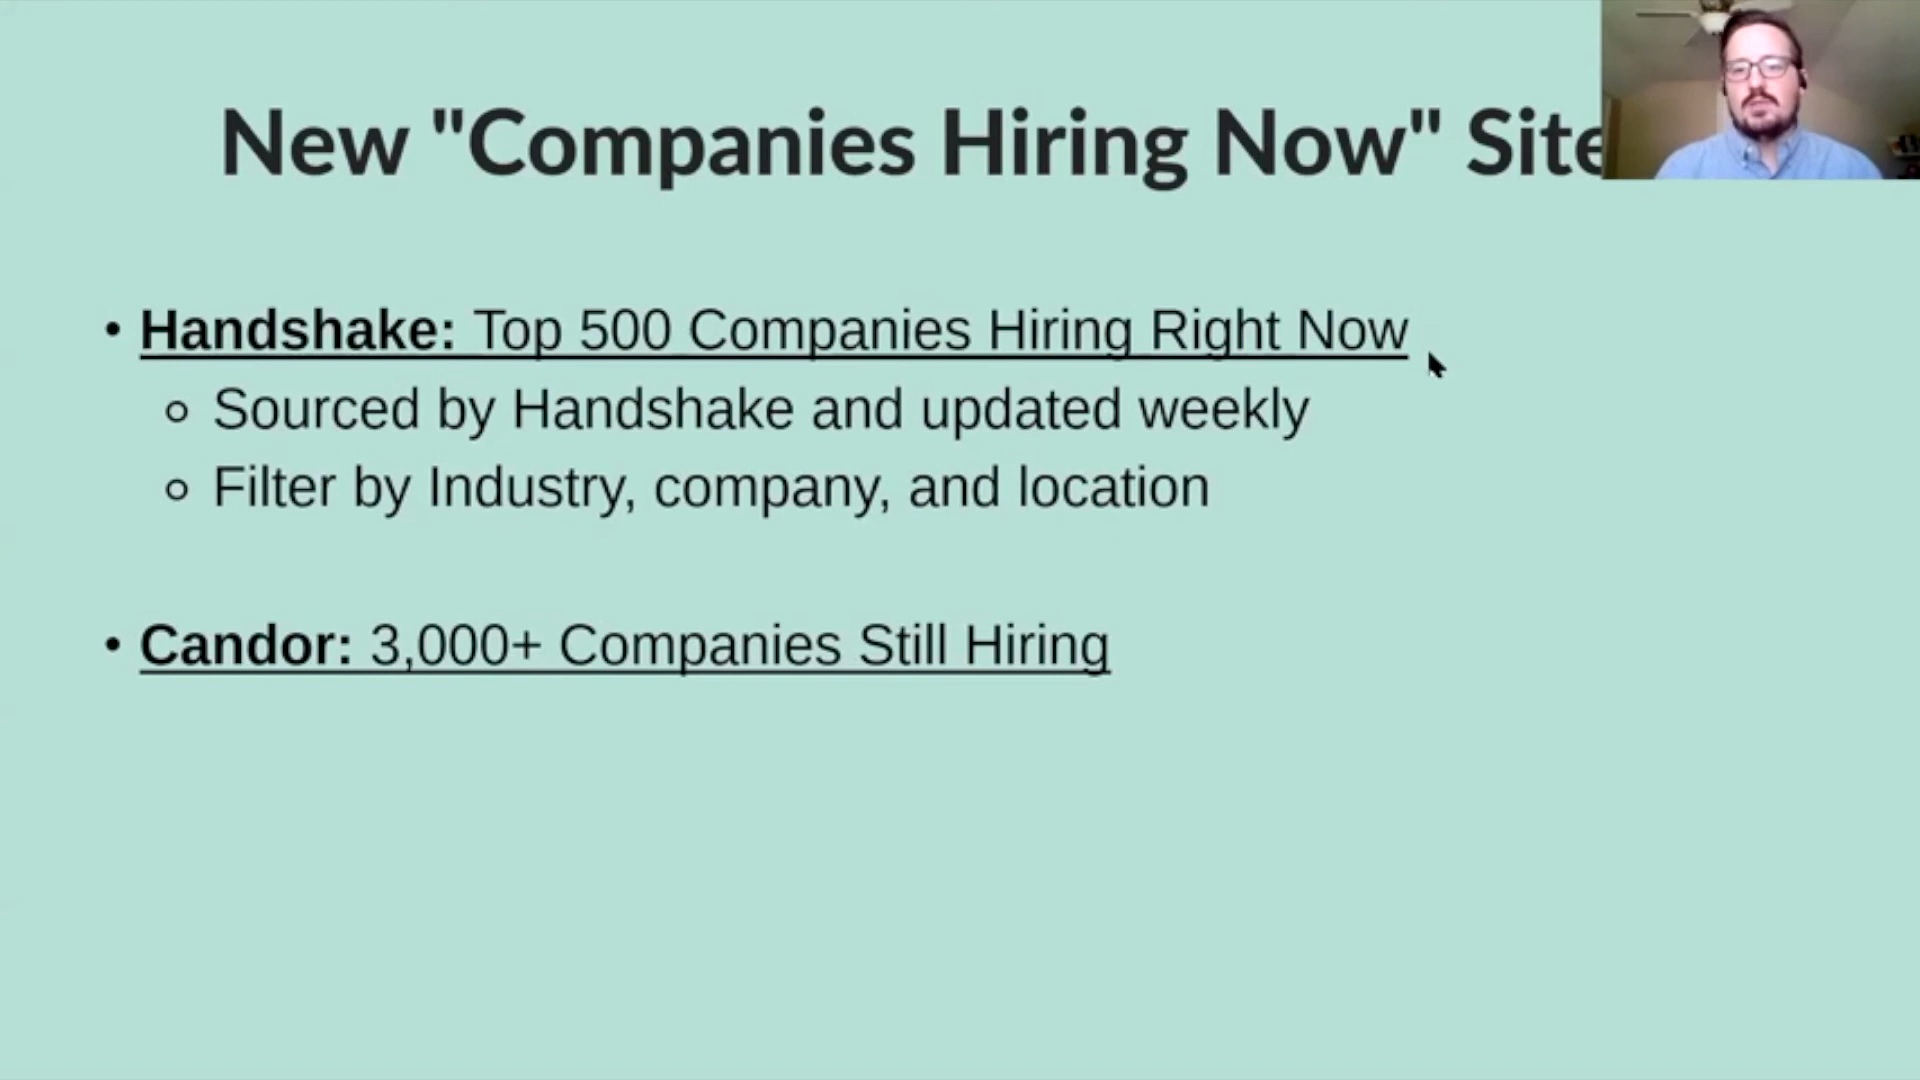 New "Companies Hiring Now" Site
• Handshake: Top 500 Companies Hiring Right Now
Sourced by Handshake and updated weekly
Filter by Industry, company, and location
• Candor: 3,000+ Companies Still Hiring